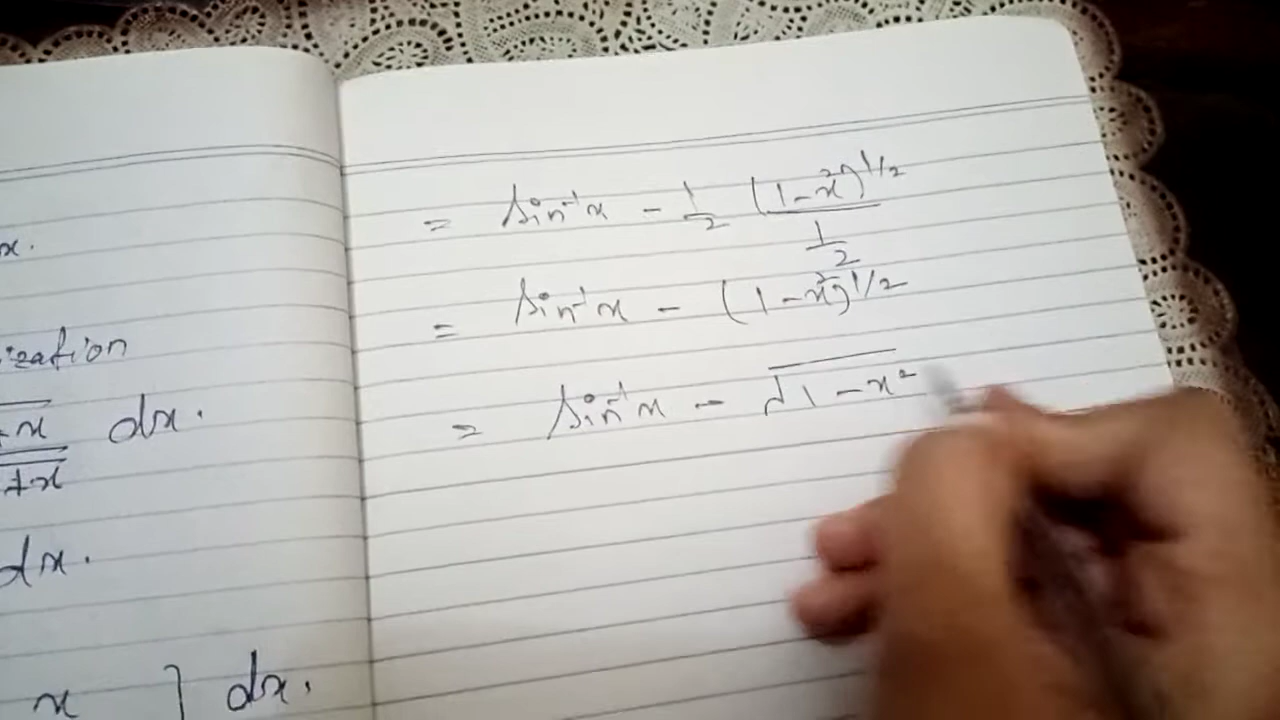 x.
ization
+x dx.
+x
dx.
x ] dx.
= sin⁻¹x - 1/2 (1-x²)^1/2 / 1/2
= sin⁻¹x - (1-x²)^1/2
= sin⁻¹x - √1-x²